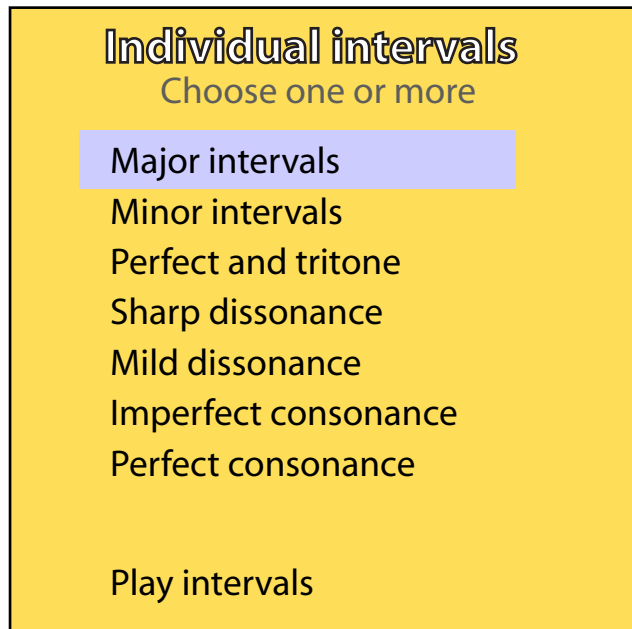 Individual intervals
Choose one or more
Major intervals
Minor intervals
Perfect and tritone
Sharp dissonance
Mild dissonance
Imperfect consonance
Perfect consonance
Play intervals